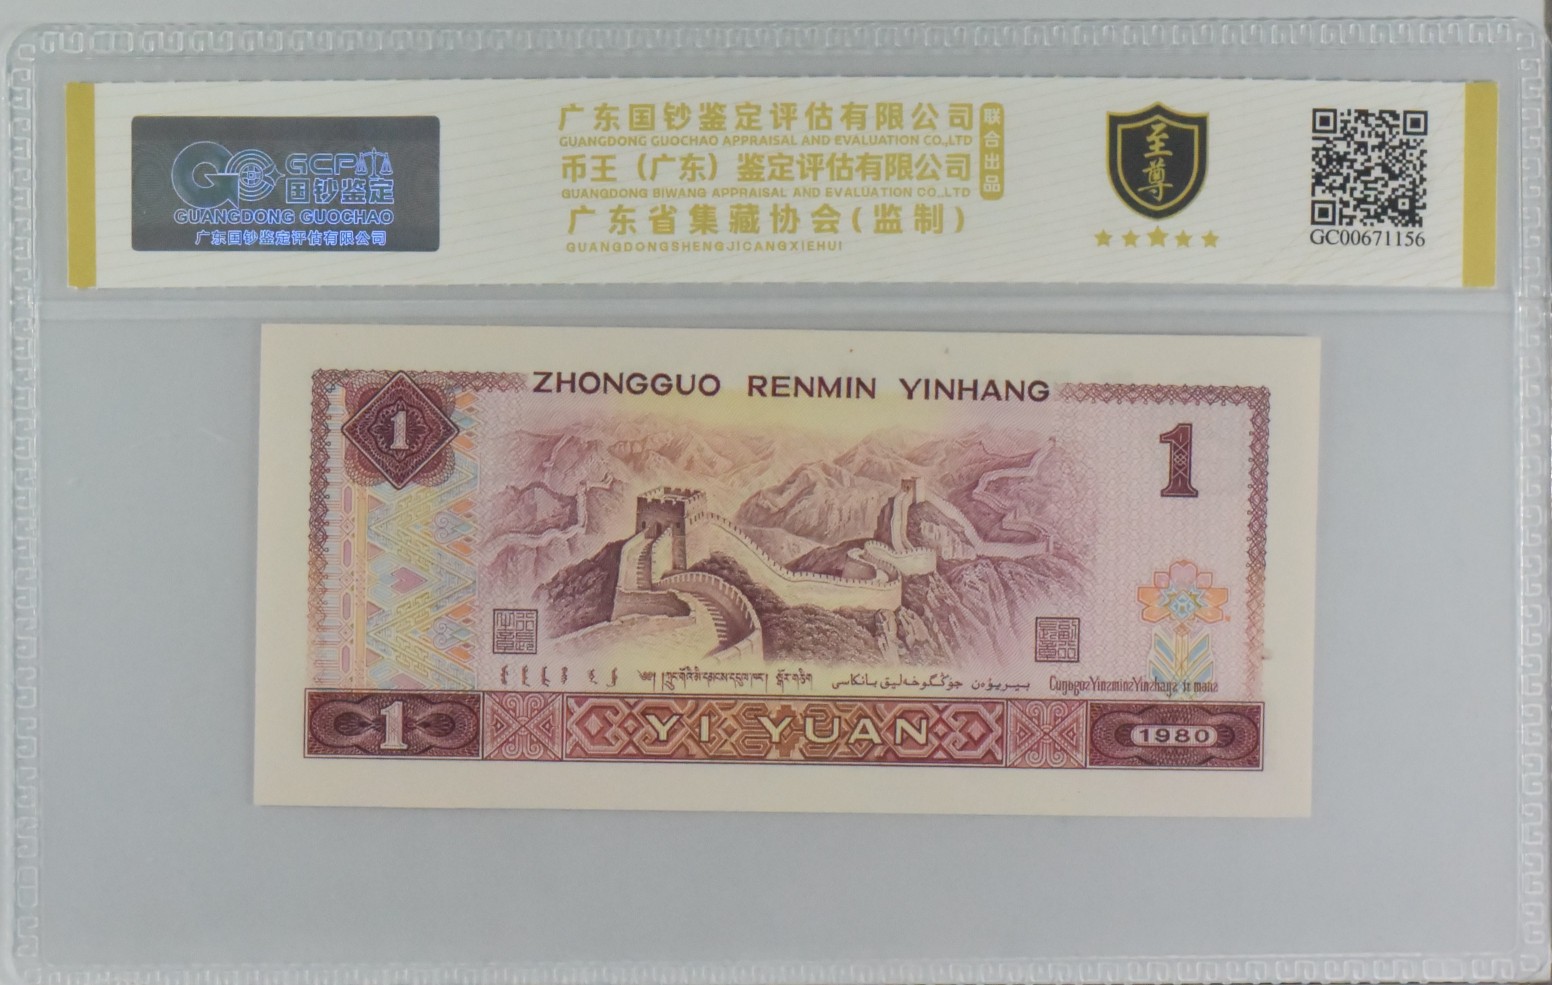 GCPA
国钞鉴定
GUANGDONG GUOCHAO
广东国钞鉴定评估有限公司
广东国钞鉴定评估有限公司
GUANGDONG GUOCHAO APPRAISAL AND EVALUATION CO.,LTD
币王（广东）鉴定评估有限公司
GUANGDONG BIWANG APPRAISAL AND EVALUATION CO.,LTD
广东省集藏协会(监制)
GUANGDONGSHENGJICANGXIEHUI
联合出品
至尊
GC00671156
ZHONGGUO RENMIN YINHANG
1
1
YI YUAN
1
1980